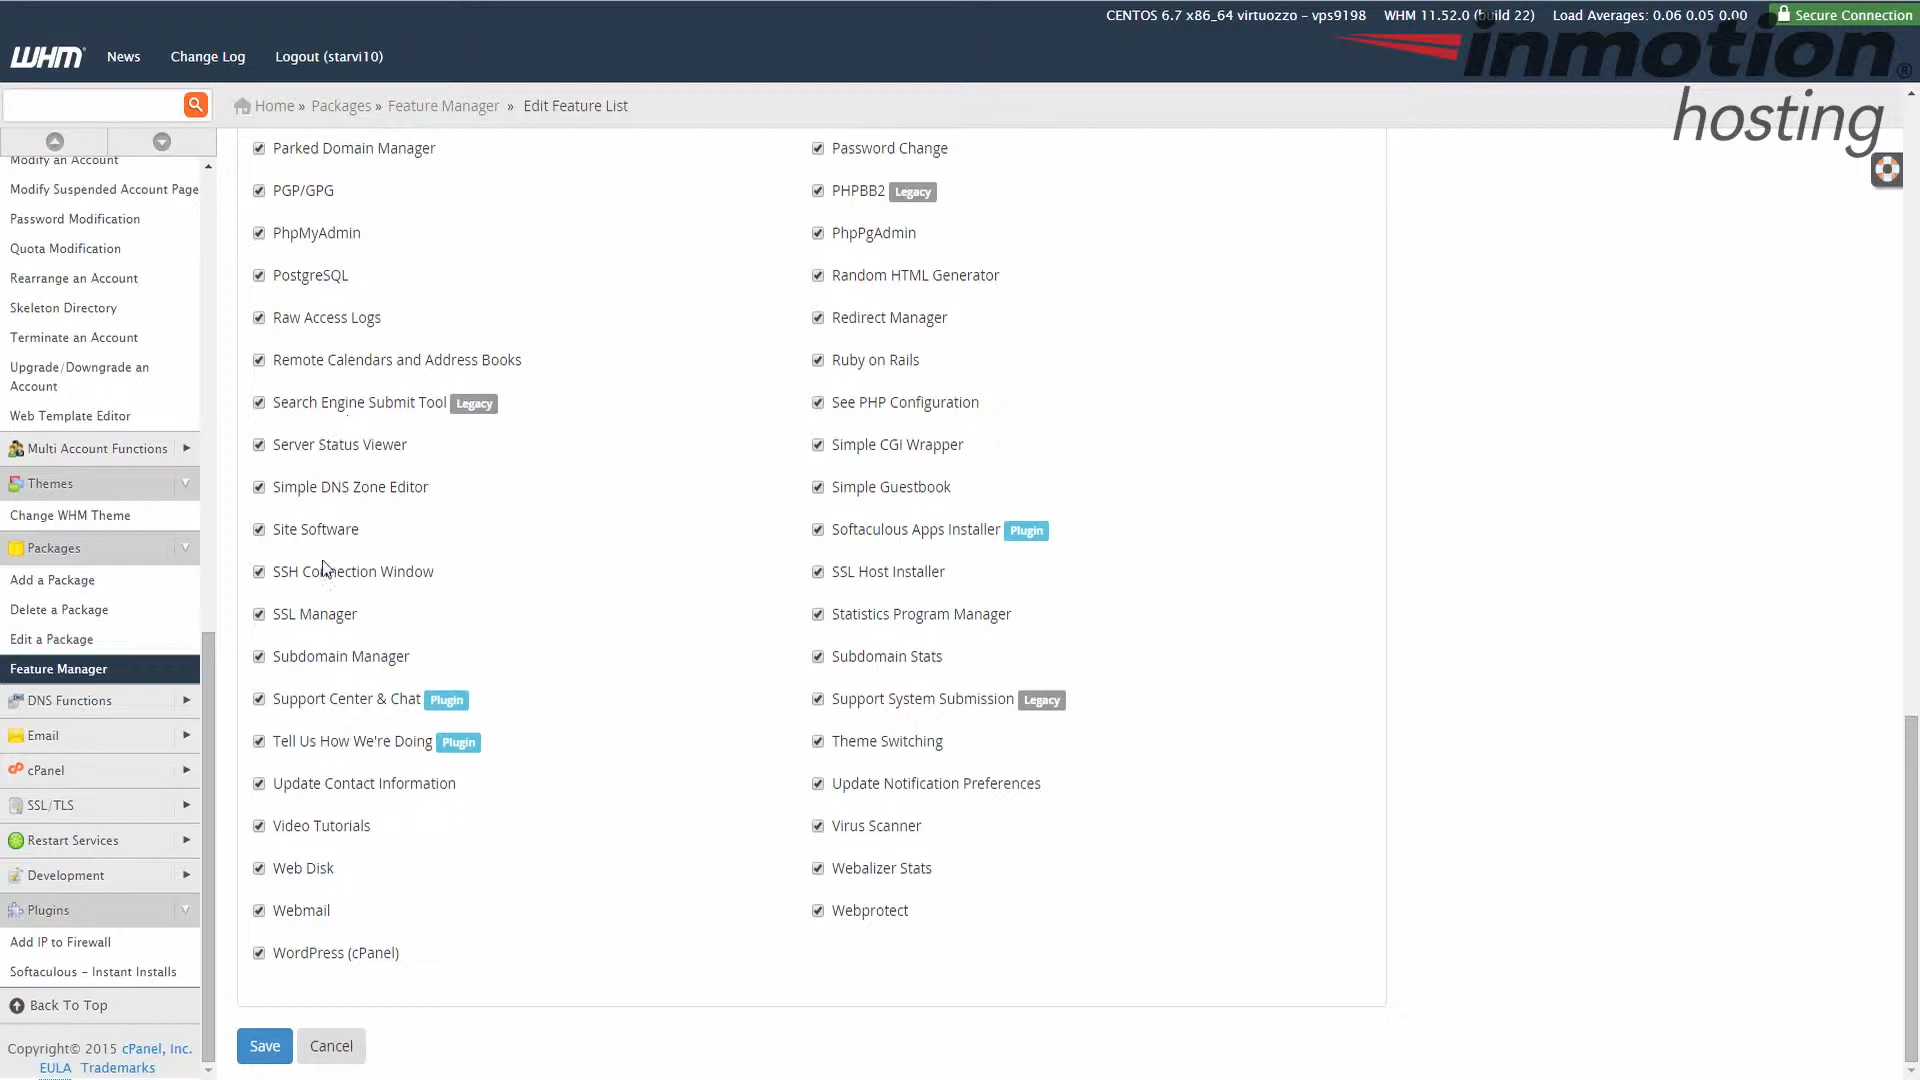 CENTOS 6.7 x86_64 virtuozzo – vps9198 WHM 11.52.0 (build 22) Load Averages: 0.06 0.05 0.00 Secure Connection
WHM News Change Log Logout (starvi10)
inmotion®
hosting
Home » Packages » Feature Manager » Edit Feature List
Modify an Account
Modify Suspended Account Page
Password Modification
Quota Modification
Rearrange an Account
Skeleton Directory
Terminate an Account
Upgrade/Downgrade an
Account
Web Template Editor
Multi Account Functions
Themes
Change WHM Theme
Packages
Add a Package
Delete a Package
Edit a Package
Feature Manager
DNS Functions
Email
cPanel
SSL/TLS
Restart Services
Development
Plugins
Add IP to Firewall
Softaculous – Instant Installs
Back To Top
Copyright© 2015 cPanel, Inc.
EULA Trademarks
Parked Domain Manager Password Change
PGP/GPG PHPBB2 Legacy
PhpMyAdmin PhpPgAdmin
PostgreSQL Random HTML Generator
Raw Access Logs Redirect Manager
Remote Calendars and Address Books Ruby on Rails
Search Engine Submit Tool Legacy See PHP Configuration
Server Status Viewer Simple CGI Wrapper
Simple DNS Zone Editor Simple Guestbook
Site Software Softaculous Apps Installer Plugin
SSH Connection Window SSL Host Installer
SSL Manager Statistics Program Manager
Subdomain Manager Subdomain Stats
Support Center & Chat Plugin Support System Submission Legacy
Tell Us How We're Doing Plugin Theme Switching
Update Contact Information Update Notification Preferences
Video Tutorials Virus Scanner
Web Disk Webalizer Stats
Webmail Webprotect
WordPress (cPanel)
Save Cancel